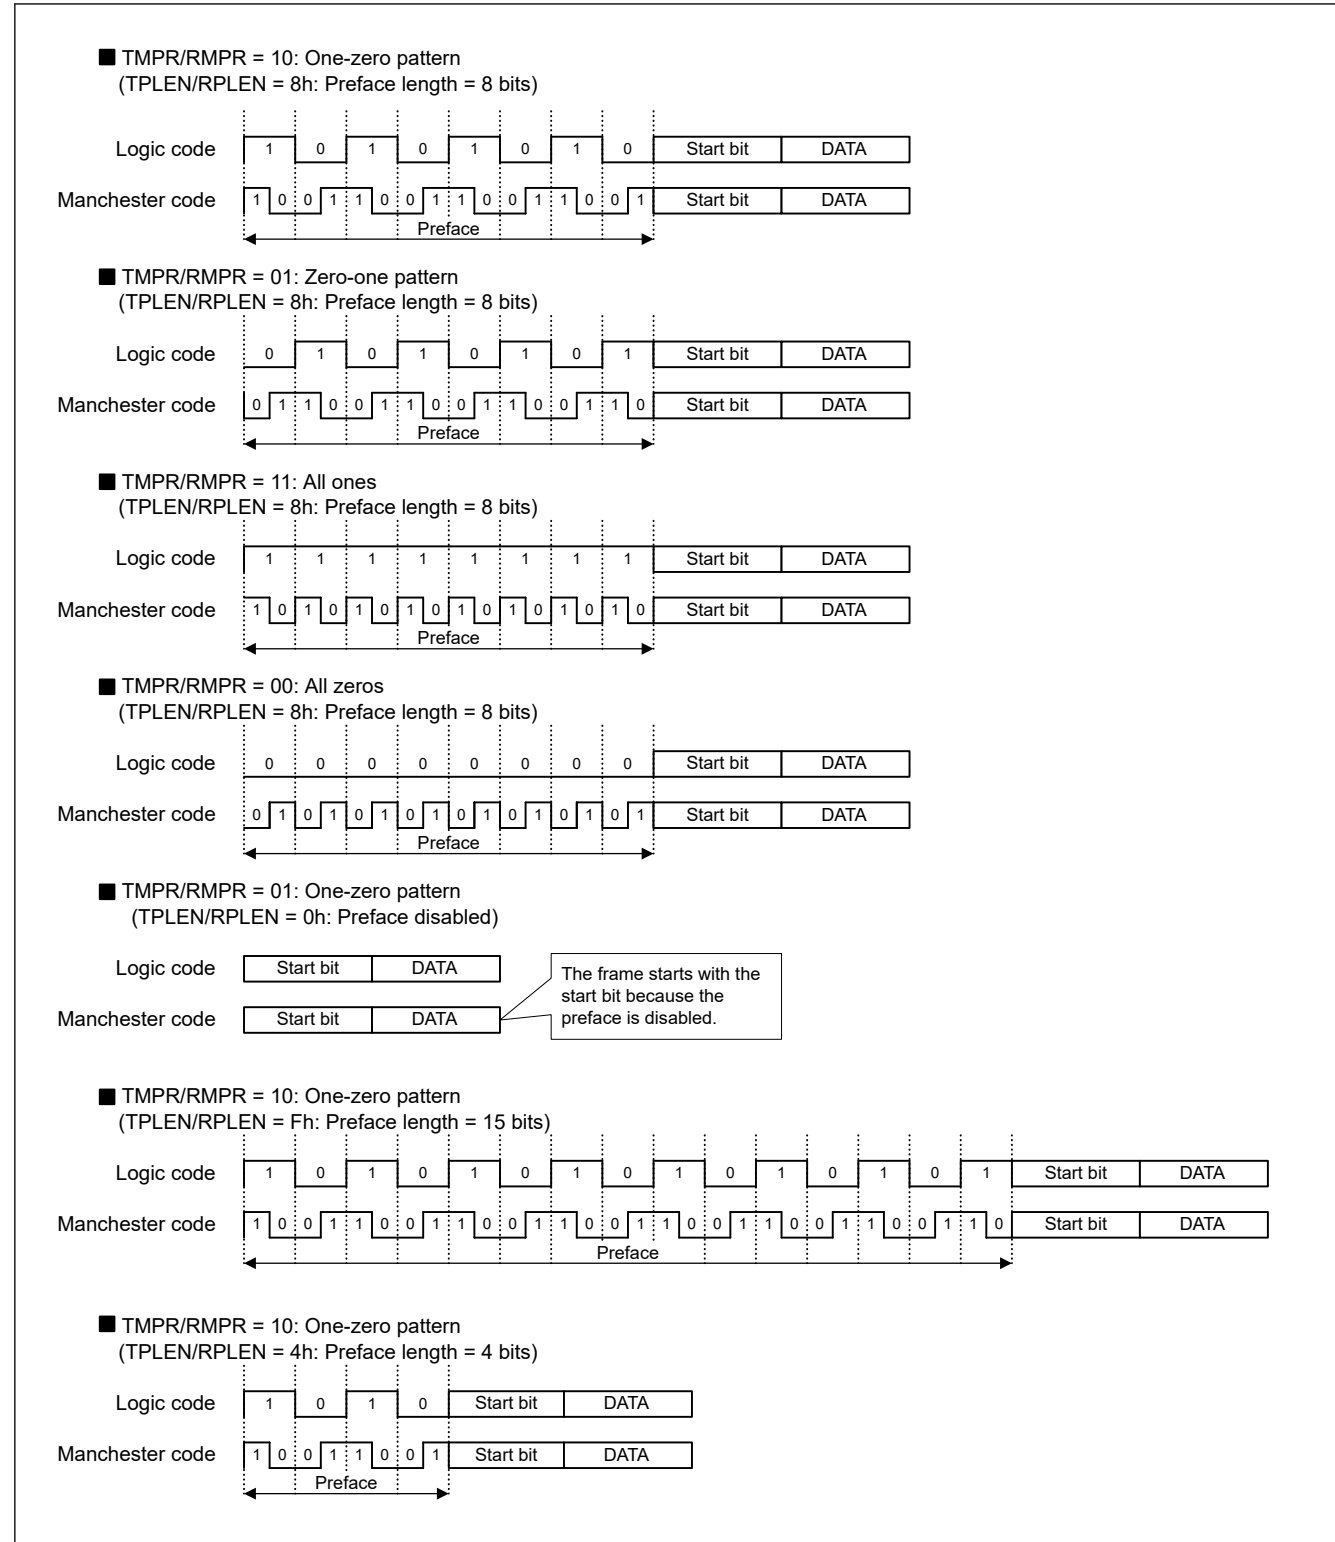 ■ TMPR/RMPR = 10: One-zero pattern
(TPLEN/RPLEN = 8h: Preface length = 8 bits)
Logic code 1 0 1 0 1 0 1 0 Start bit DATA
Manchester code 1 0 0 1 1 0 0 1 1 0 0 1 1 0 0 1 Start bit DATA
Preface
■ TMPR/RMPR = 01: Zero-one pattern
(TPLEN/RPLEN = 8h: Preface length = 8 bits)
Logic code 0 1 0 1 0 1 0 1 Start bit DATA
Manchester code 0 1 1 0 0 1 1 0 0 1 1 0 0 1 1 0 Start bit DATA
Preface
■ TMPR/RMPR = 11: All ones
(TPLEN/RPLEN = 8h: Preface length = 8 bits)
Logic code 1 1 1 1 1 1 1 1 Start bit DATA
Manchester code 1 0 1 0 1 0 1 0 1 0 1 0 1 0 1 0 Start bit DATA
Preface
■ TMPR/RMPR = 00: All zeros
(TPLEN/RPLEN = 8h: Preface length = 8 bits)
Logic code 0 0 0 0 0 0 0 0 Start bit DATA
Manchester code 0 1 0 1 0 1 0 1 0 1 0 1 0 1 0 1 Start bit DATA
Preface
■ TMPR/RMPR = 01: One-zero pattern
(TPLEN/RPLEN = 0h: Preface disabled)
Logic code Start bit DATA
Manchester code Start bit DATA
The frame starts with the
start bit because the
preface is disabled.
■ TMPR/RMPR = 10: One-zero pattern
(TPLEN/RPLEN = Fh: Preface length = 15 bits)
Logic code 1 0 1 0 1 0 1 0 1 0 1 0 1 0 1 Start bit DATA
Manchester code 1 0 0 1 1 0 0 1 1 0 0 1 1 0 0 1 1 0 0 1 1 0 0 1 1 0 0 1 1 0 Start bit DATA
Preface
■ TMPR/RMPR = 10: One-zero pattern
(TPLEN/RPLEN = 4h: Preface length = 4 bits)
Logic code 1 0 1 0 Start bit DATA
Manchester code 1 0 0 1 1 0 0 1 Start bit DATA
Preface